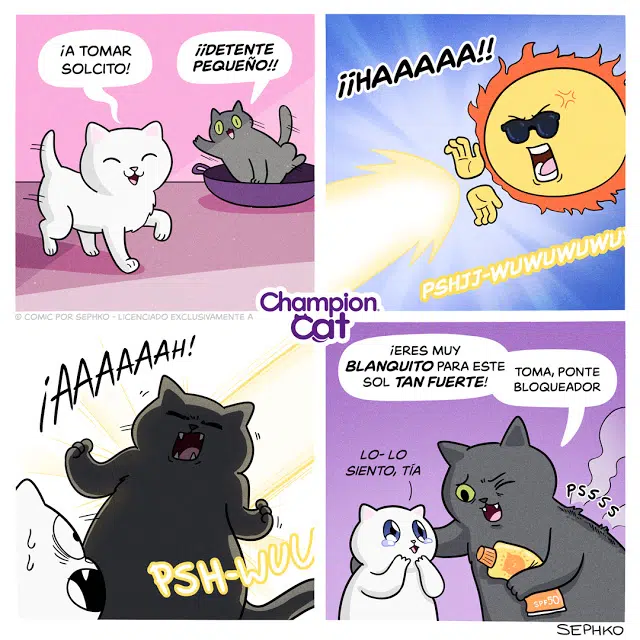 ¡A TOMAR
SOLCITO!
¡¡DETENTE
PEQUEÑO!!
¡¡HAAAAA!!
PSHJJ-WUWUWUWU
© COMIC POR SEPHKO - LICENCIADO EXCLUSIVAMENTE A
Champion
Cat
¡AAAAAAH!
PSH-WUU
¡ERES MUY
BLANQUITO PARA ESTE
SOL TAN FUERTE!
TOMA, PONTE
BLOQUEADOR
LO- LO
SIENTO, TÍA
PSSSS
SPF50
SEPHKO